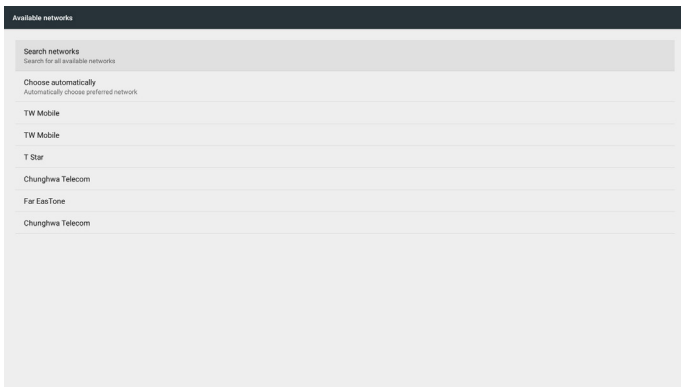 Available networks
Search networks
Search for all available networks
Choose automatically
Automatically choose preferred network
TW Mobile
TW Mobile
T Star
Chunghwa Telecom
Far EasTone
Chunghwa Telecom